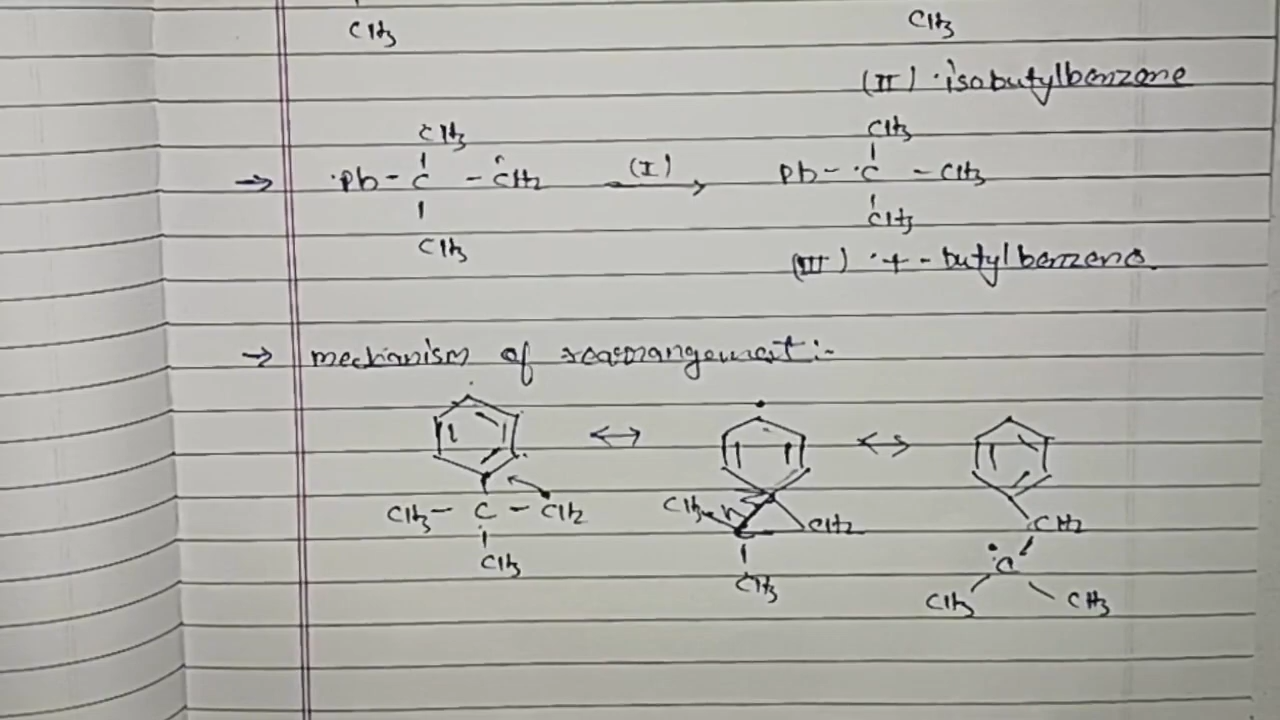 CH3 CH3
(II) isobutylbenzene
CH3 CH3
→ Ph - C - CH2 (I) → Ph - C - CH3
CH3 CH3
(III) t - butylbenzene.
→ mechanism of rearrangement :-
↔ ↔
CH3 - C - CH2 CH3 CH2 CH2
CH3 CH3 C
CH3 CH3